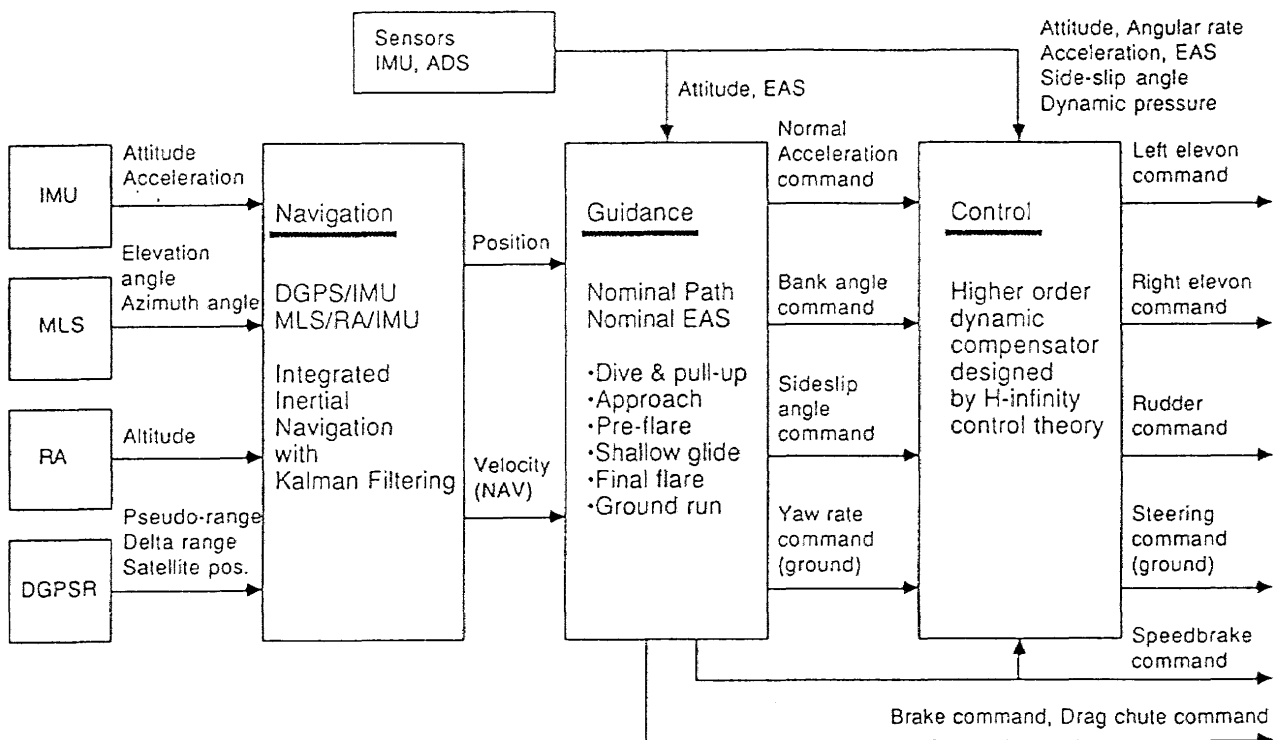 Sensors
IMU, ADS
Attitude, Angular rate
Acceleration, EAS
Side-slip angle
Dynamic pressure
Attitude, EAS
IMU
Attitude
Acceleration
MLS
Elevation
angle
Azimuth angle
RA
Altitude
DGPSR
Pseudo-range
Delta range
Satellite pos.
Navigation
DGPS/IMU
MLS/RA/IMU
Integrated
Inertial
Navigation
with
Kalman Filtering
Position
Velocity
(NAV)
Guidance
Nominal Path
Nominal EAS
•Dive & pull-up
•Approach
•Pre-flare
•Shallow glide
•Final flare
•Ground run
Normal
Acceleration
command
Bank angle
command
Sideslip
angle
command
Yaw rate
command
(ground)
Control
Higher order
dynamic
compensator
designed
by H-infinity
control theory
Left elevon
command
Right elevon
command
Rudder
command
Steering
command
(ground)
Speedbrake
command
Brake command, Drag chute command